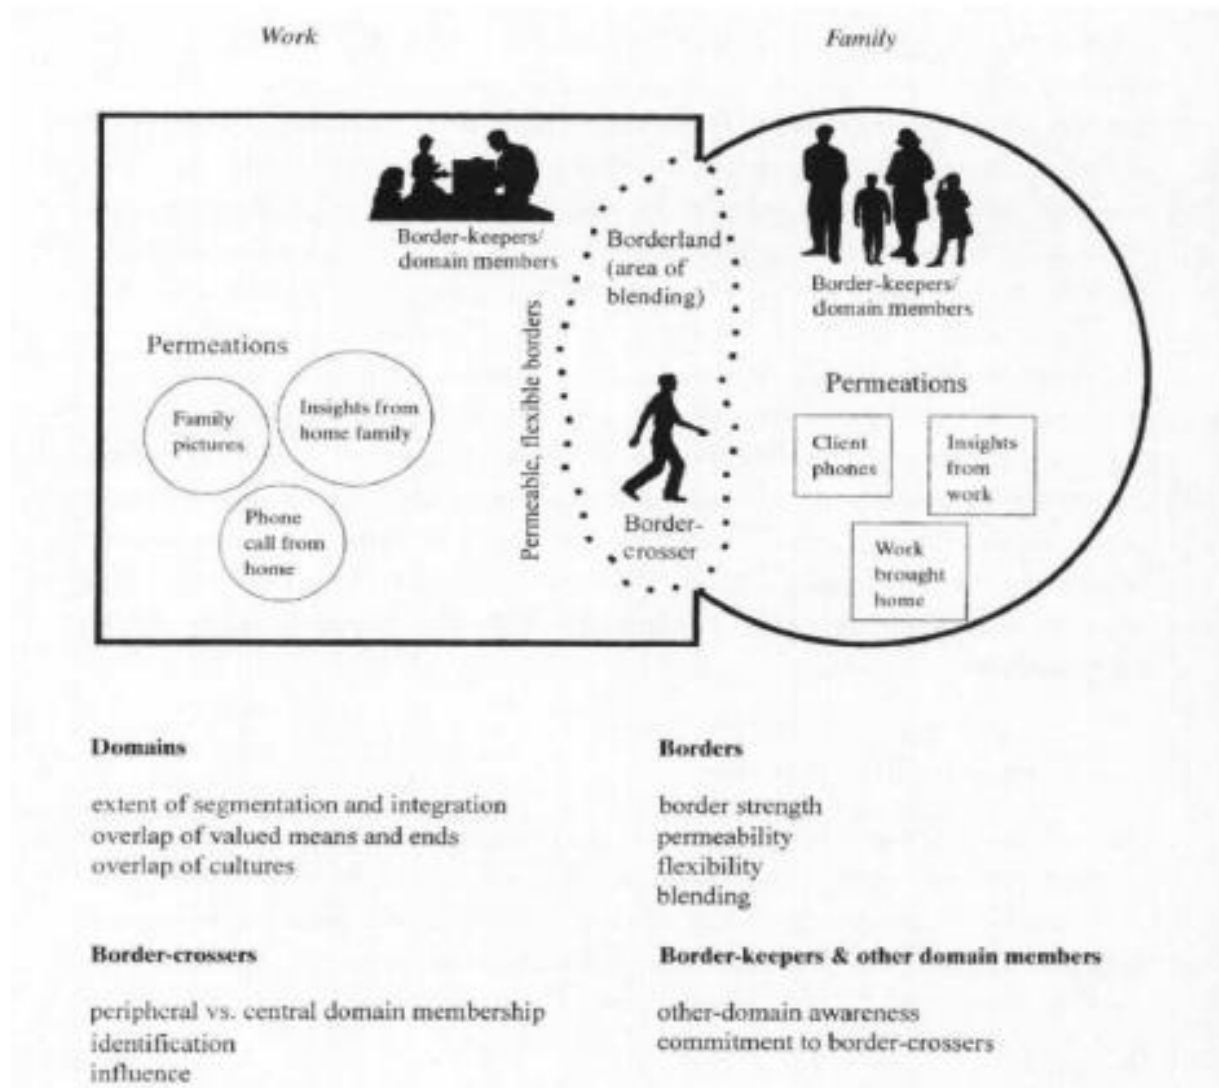 Work
Family
Border-keepers/
domain members
Borderland
(area of
blending)
Border-keepers/
domain members
Permeable, flexible borders
Permeations
Family
pictures
Insights from
home family
Phone
call from
home
Border-
crosser
Permeations
Client
phones
Insights
from
work
Work
brought
home
Domains
extent of segmentation and integration
overlap of valued means and ends
overlap of cultures
Borders
border strength
permeability
flexibility
blending
Border-crossers
peripheral vs. central domain membership
identification
influence
Border-keepers & other domain members
other-domain awareness
commitment to border-crossers